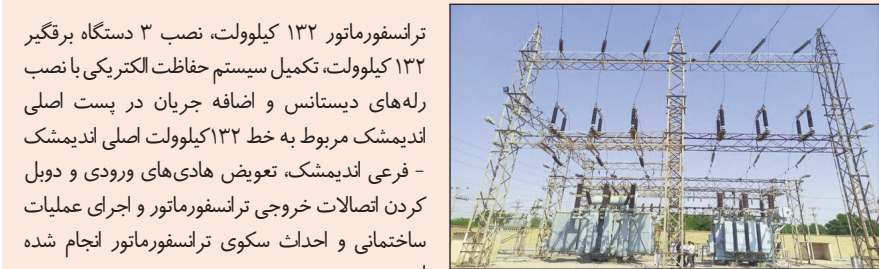 ترانسفورماتور ۱۳۲ کیلوولت، نصب ۳ دستگاه برقگیر
۱۳۲ کیلوولت، تکمیل سیستم حفاظت الکتریکی با نصب
رله‌های دیستانس و اضافه جریان در پست اصلی
اندیمشک مربوط به خط ۱۳۲کیلوولت اصلی اندیمشک
- فرعی اندیمشک، تعویض هادی‌های ورودی و دوبل
کردن اتصالات خروجی ترانسفورماتور و اجرای عملیات
ساختمانی و احداث سکوی ترانسفورماتور انجام شده